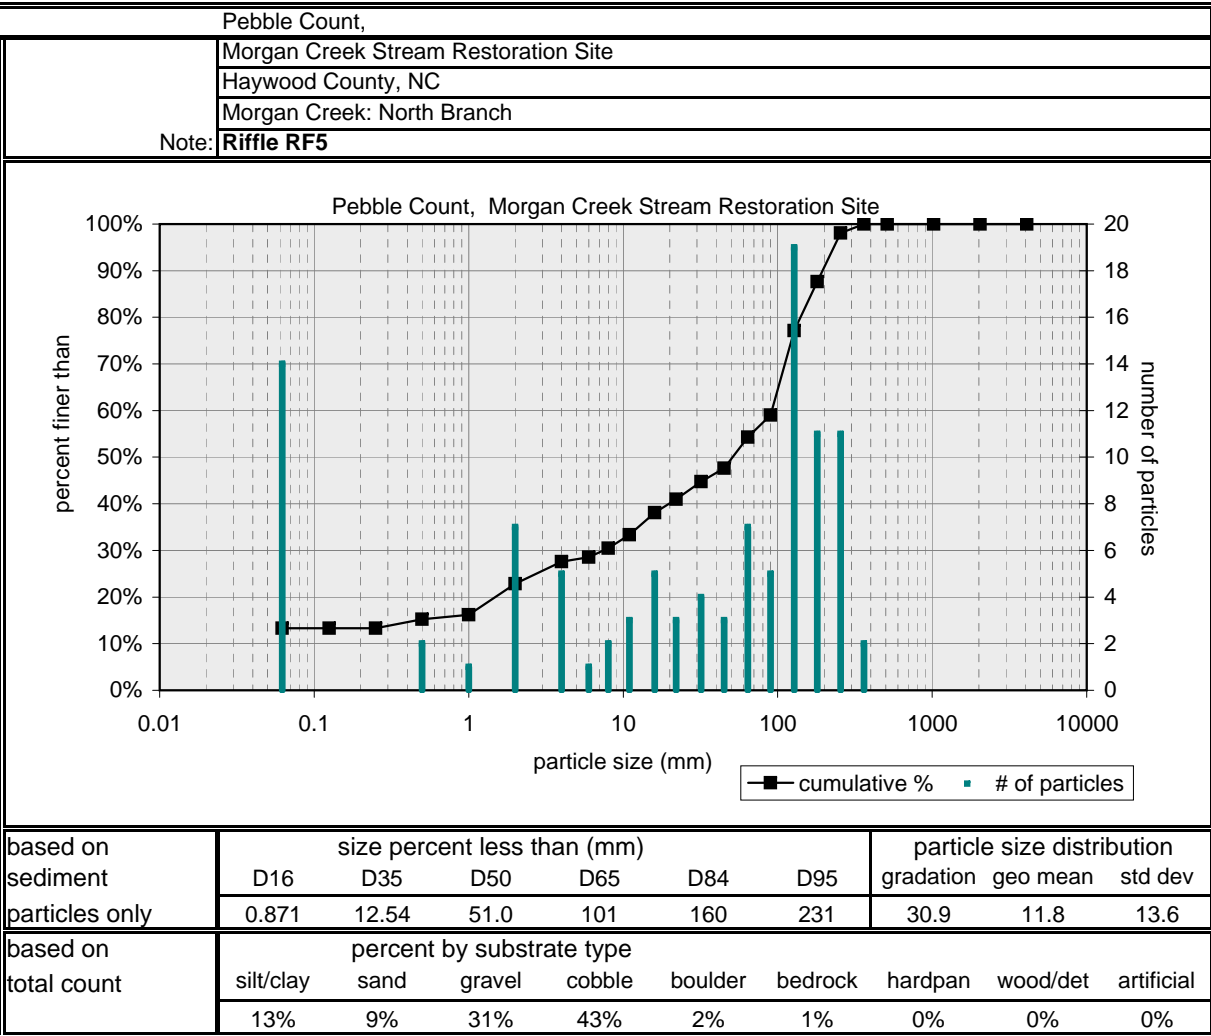 Pebble Count,
Morgan Creek Stream Restoration Site
Haywood County, NC
Morgan Creek: North Branch
Note: Riffle RF5
Pebble Count, Morgan Creek Stream Restoration Site
100%
90%
80%
70%
60%
50%
40%
30%
20%
10%
0%
percent finer than
20
18
16
14
12
10
8
6
4
2
0
number of particles
0.01 0.1 1 10 100 1000 10000
particle size (mm)
cumulative % # of particles
based on size percent less than (mm) particle size distribution
sediment D16 D35 D50 D65 D84 D95 gradation geo mean std dev
particles only 0.871 12.54 51.0 101 160 231 30.9 11.8 13.6
based on percent by substrate type
total count silt/clay sand gravel cobble boulder bedrock hardpan wood/det artificial
13% 9% 31% 43% 2% 1% 0% 0% 0%